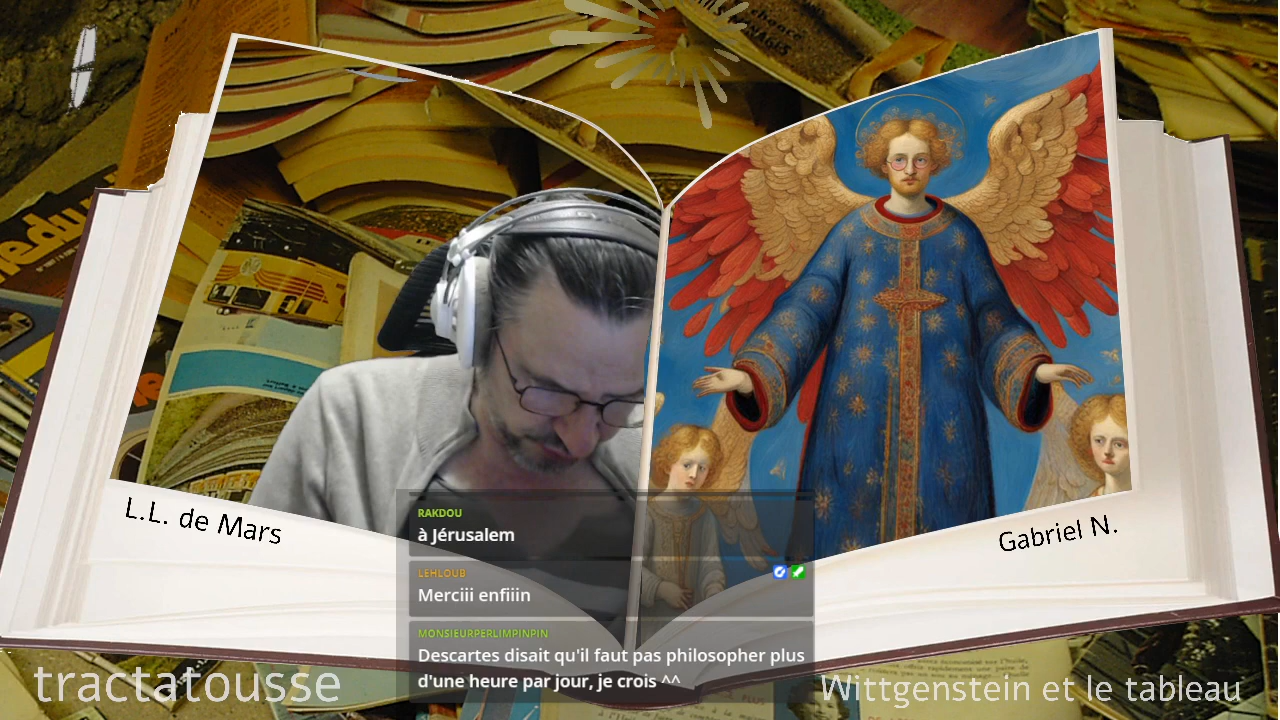 L.L. de Mars
Gabriel N.
RAKDOU
à Jérusalem
LEHLOUB
Merciii enfiiin
MONSIEURPERLIMPINPIN
Descartes disait qu'il faut pas philosopher plus
d'une heure par jour, je crois ^^
tractatousse
Wittgenstein et le tableau